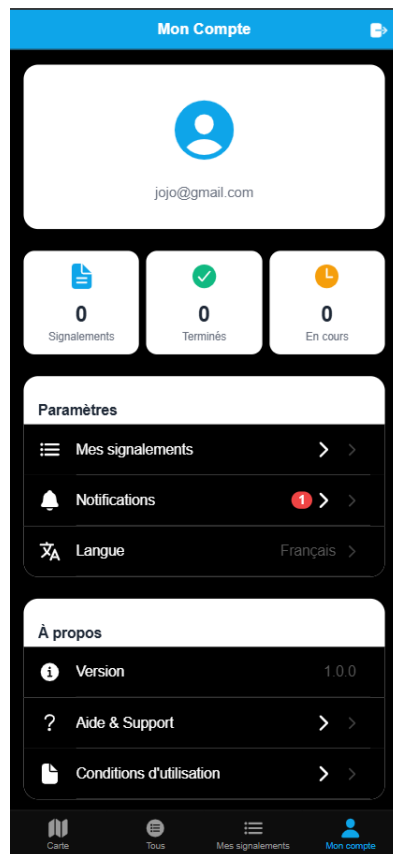 Mon Compte
jojo@gmail.com
0
Signalements
0
Terminés
0
En cours
Paramètres
Mes signalements
Notifications 1
Langue Français
À propos
Version 1.0.0
Aide & Support
Conditions d'utilisation
Carte Tous Mes signalements Mon compte